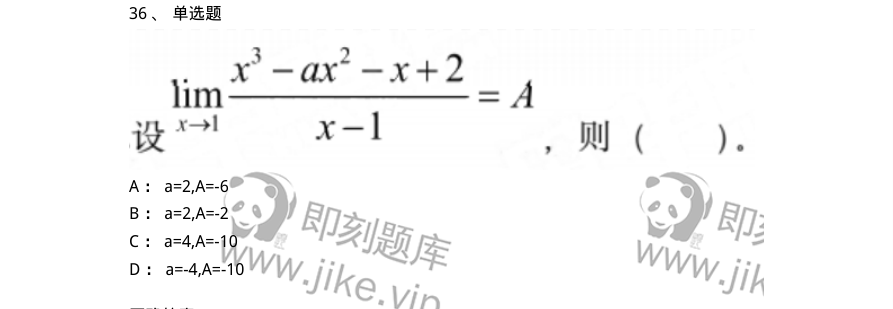 36 、 单选题
设 lim x→1 (x³ − ax² − x + 2)/(x − 1) = A ，则（ ）。
A： a=2,A=-6
B： a=2,A=-2
C： a=4,A=-10
D： a=-4,A=-10
即刻题库
www.jike.vip
即刻
www.jik